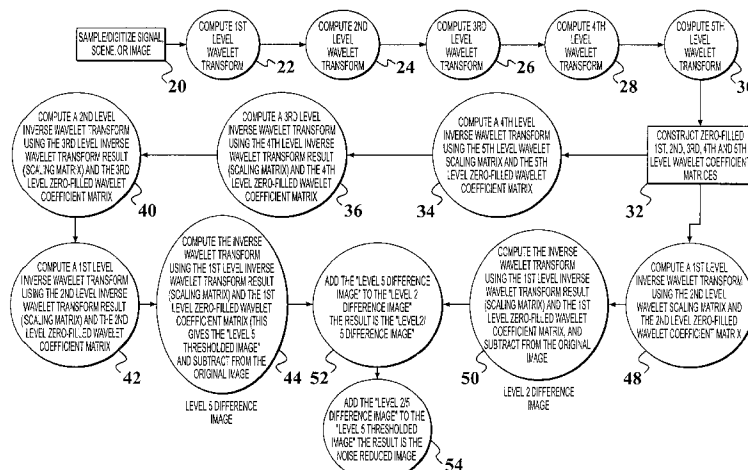 SAMPLE/DIGITIZE SIGNAL
SCENE, OR IMAGE
20
COMPUTE 1ST
LEVEL
WAVELET
TRANSFORM
22
COMPUTE 2ND
LEVEL
WAVELET
TRANSFORM
24
COMPUTE 3RD
LEVEL
WAVELET
TRANSFORM
26
COMPUTE 4TH
LEVEL
WAVELET
TRANSFORM
28
COMPUTE 5TH
LEVEL
WAVELET
TRANSFORM
30
CONSTRUCT ZERO-FILLED
1ST, 2ND, 3RD, 4TH AND 5TH
LEVEL WAVELET COEFFICIENT
MATRICES
32
COMPUTE A 4TH LEVEL
INVERSE WAVELET TRANSFORM
USING THE 5TH LEVEL WAVELET
SCALING MATRIX AND THE 5TH
LEVEL ZERO-FILLED WAVELET
COEFFICIENT MATRIX
34
COMPUTE A 3RD LEVEL
INVERSE WAVELET TRANSFORM
USING THE 4TH LEVEL INVERSE
WAVELET TRANSFORM RESULT
(SCALING MATRIX) AND THE 4TH
LEVEL ZERO-FILLED WAVELET
COEFFICIENT MATRIX
36
COMPUTE A 2ND LEVEL
INVERSE WAVELET TRANSFORM
USING THE 3RD LEVEL INVERSE
WAVELET TRANSFORM RESULT
(SCALING MATRIX) AND THE 3RD
LEVEL ZERO-FILLED WAVELET
COEFFICIENT MATRIX
40
COMPUTE A 1ST LEVEL
INVERSE WAVELET TRANSFORM
USING THE 2ND LEVEL INVERSE
WAVELET TRANSFORM RESULT
(SCALING MATRIX) AND THE 2ND
LEVEL ZERO-FILLED WAVELET
COEFFICIENT MATRIX
42
COMPUTE THE INVERSE
WAVELET TRANSFORM
USING THE 1ST LEVEL INVERSE
WAVELET TRANSFORM RESULT
(SCALING MATRIX) AND THE 1ST
LEVEL ZERO-FILLED WAVELET
COEFFICIENT MATRIX (THIS
GIVES THE "LEVEL 5
THRESHOLDED IMAGE"
AND SUBTRACT FROM THE
ORIGINAL IMAGE
44
LEVEL 5 DIFFERENCE
IMAGE
ADD THE "LEVEL 5 DIFFERENCE
IMAGE" TO THE "LEVEL 2
DIFFERENCE IMAGE"
THE RESULT IS THE "LEVEL2/
5 DIFFERENCE IMAGE"
52
COMPUTE THE INVERSE
WAVELET TRANSFORM
USING THE 1ST LEVEL INVERSE
WAVELET TRANSFORM RESULT
(SCALING MATRIX) AND THE 1ST
LEVEL ZERO-FILLED WAVELET
COEFFICIENT MATRIX, AND
SUBTRACT FROM THE
ORIGINAL IMAGE
50
LEVEL 2 DIFFERENCE
IMAGE
COMPUTE A 1ST LEVEL
INVERSE WAVELET TRANSFORM
USING THE 2ND LEVEL
WAVELET SCALING MATRIX AND
THE 2ND LEVEL ZERO-FILLED
WAVELET COEFFICIENT MATRIX
48
ADD THE "LEVEL 2/5
DIFFERENCE IMAGE" TO THE
"LEVEL 5 THRESHOLDED
IMAGE" THE RESULT IS THE
NOISE REDUCED IMAGE
54